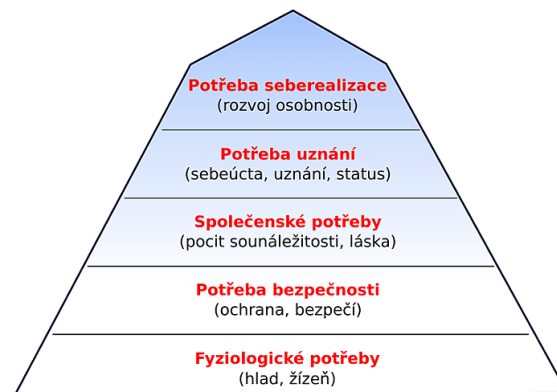 Potřeba seberealizace
(rozvoj osobnosti)
Potřeba uznání
(sebeúcta, uznání, status)
Společenské potřeby
(pocit sounáležitosti, láska)
Potřeba bezpečnosti
(ochrana, bezpečí)
Fyziologické potřeby
(hlad, žízeň)